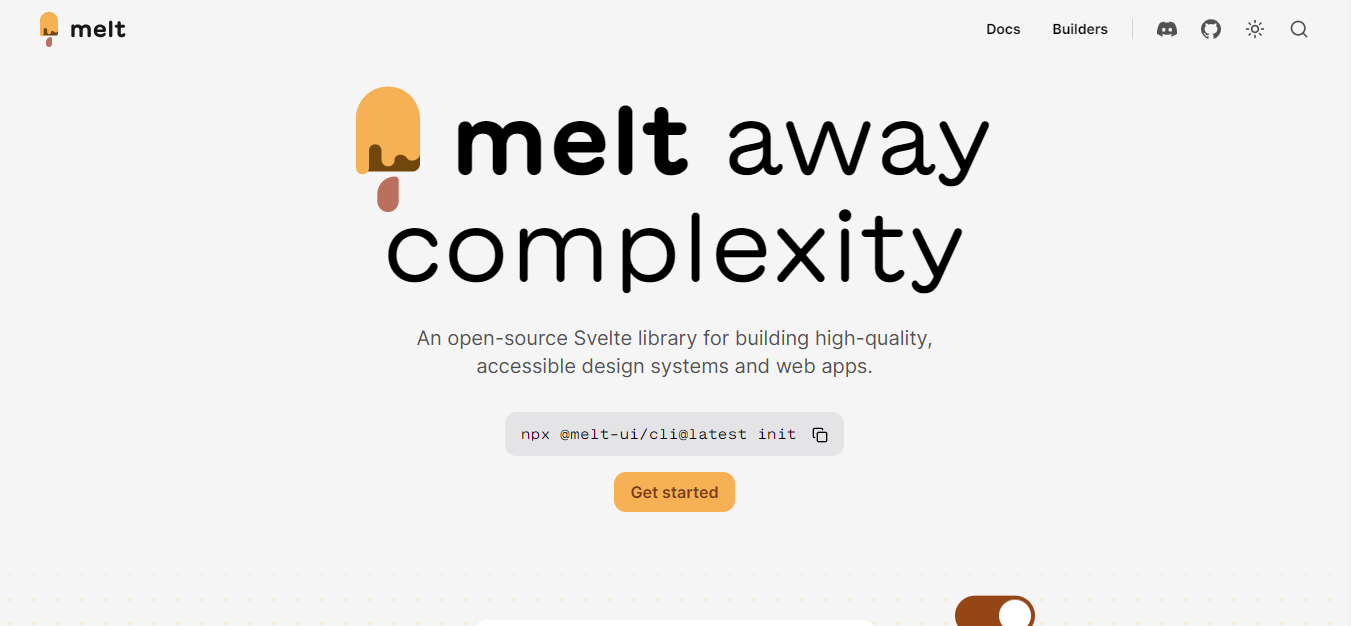 melt
Docs
Builders
melt away
complexity
An open-source Svelte library for building high-quality,
accessible design systems and web apps.
npx @melt-ui/cli@latest init
Get started